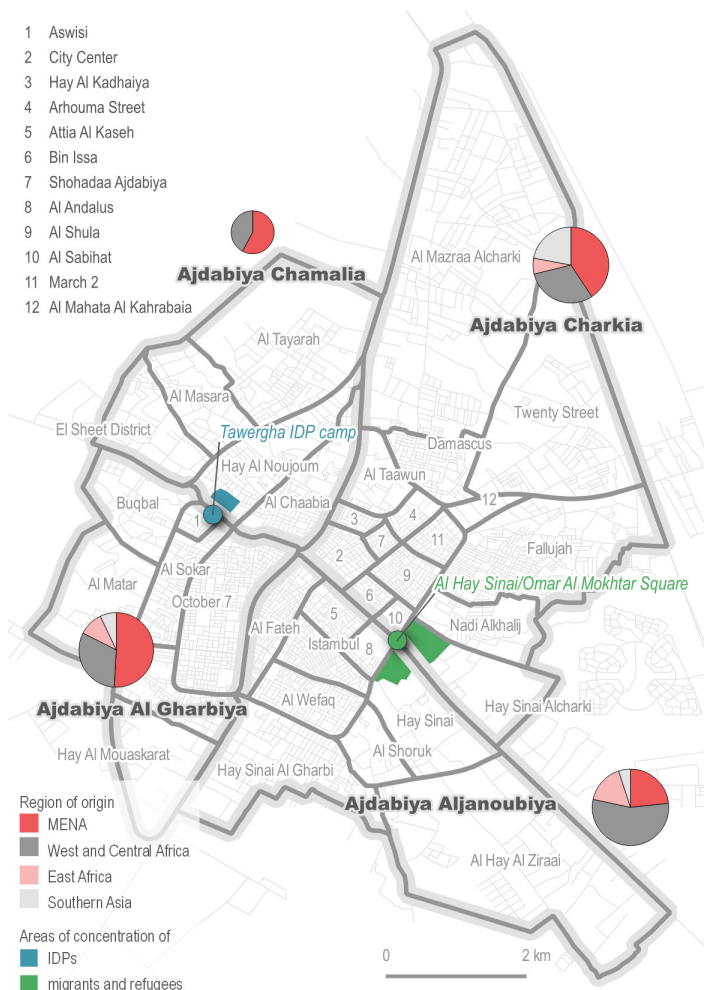 1 Aswisi
2 City Center
3 Hay Al Kadhaiya
4 Arhouma Street
5 Attia Al Kaseh
6 Bin Issa
7 Shohadaa Ajdabiya
8 Al Andalus
9 Al Shula
10 Al Sabihat
11 March 2
12 Al Mahata Al Kahrabaia
Ajdabiya Chamalia
Al Mazraa Alcharki
Ajdabiya Charkia
Al Tayarah
Al Masara
Twenty Street
El Sheet District
Tawergha IDP camp
Damascus
Hay Al Noujoum
Al Taawun
Buqbal
Al Chaabia
12
1
3
4
7
11
2
Fallujah
Al Sokar
9
Al Matar
Al Hay Sinai/Omar Al Mokhtar Square
October 7
6
5
10
Al Fateh
Istambul
8
Nadi Alkhalij
Al Wefaq
Hay Sinai Alcharki
Ajdabiya Al Gharbiya
Hay Sinai
Hay Al Mouaskarat
Al Shoruk
Hay Sinai Al Gharbi
Ajdabiya Aljanoubiya
Al Hay Al Ziraai
Region of origin
MENA
West and Central Africa
East Africa
Southern Asia
Areas of concentration of
IDPs
migrants and refugees
0 2 km